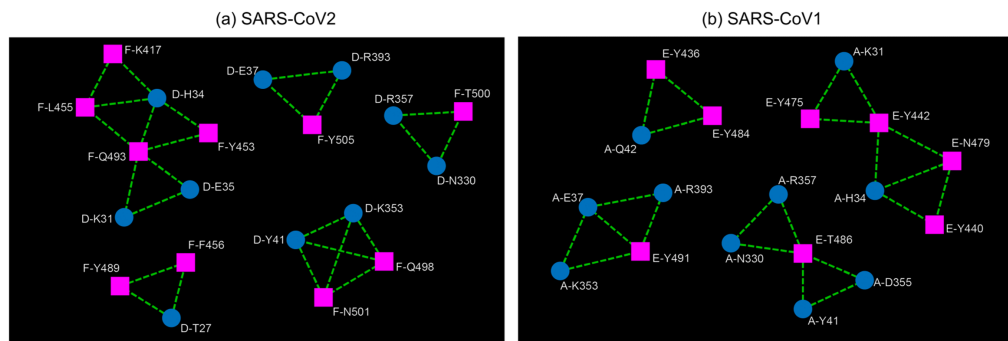 (a) SARS-CoV2
(b) SARS-CoV1
F-K417
F-L455
D-H34
F-Y453
F-Q493
D-E35
D-K31
D-E37
D-R393
F-Y505
D-R357
F-T500
D-N330
F-F456
F-Y489
D-T27
D-K353
D-Y41
F-Q498
F-N501
E-Y436
E-Y484
A-Q42
A-K31
E-Y475
E-Y442
E-N479
A-H34
E-Y440
A-E37
A-R393
E-Y491
A-K353
A-R357
A-N330
E-T486
A-D355
A-Y41